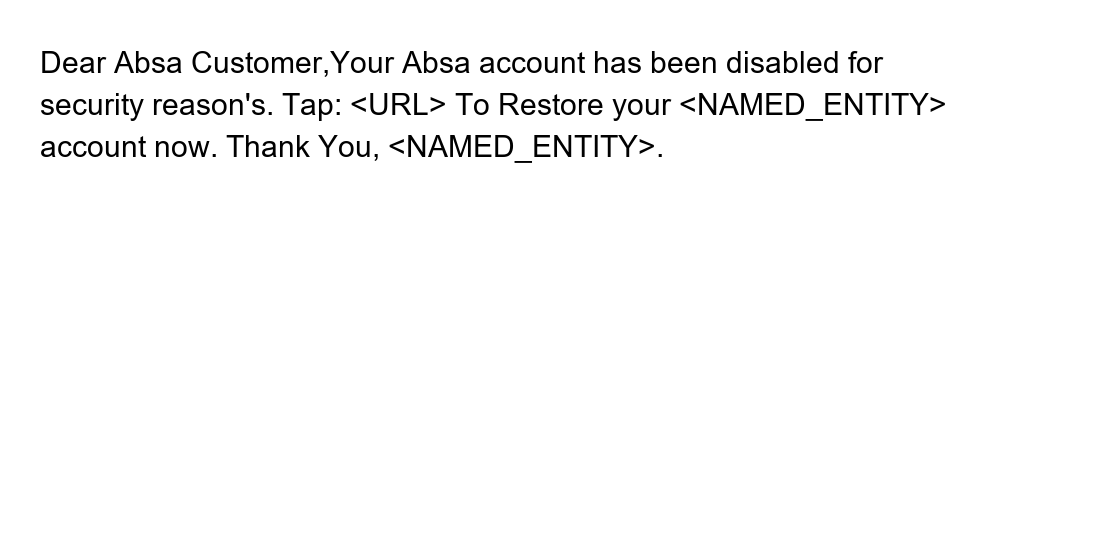 Dear Absa Customer,Your Absa account has been disabled for
security reason's. Tap: <URL> To Restore your <NAMED_ENTITY>
account now. Thank You, <NAMED_ENTITY>.